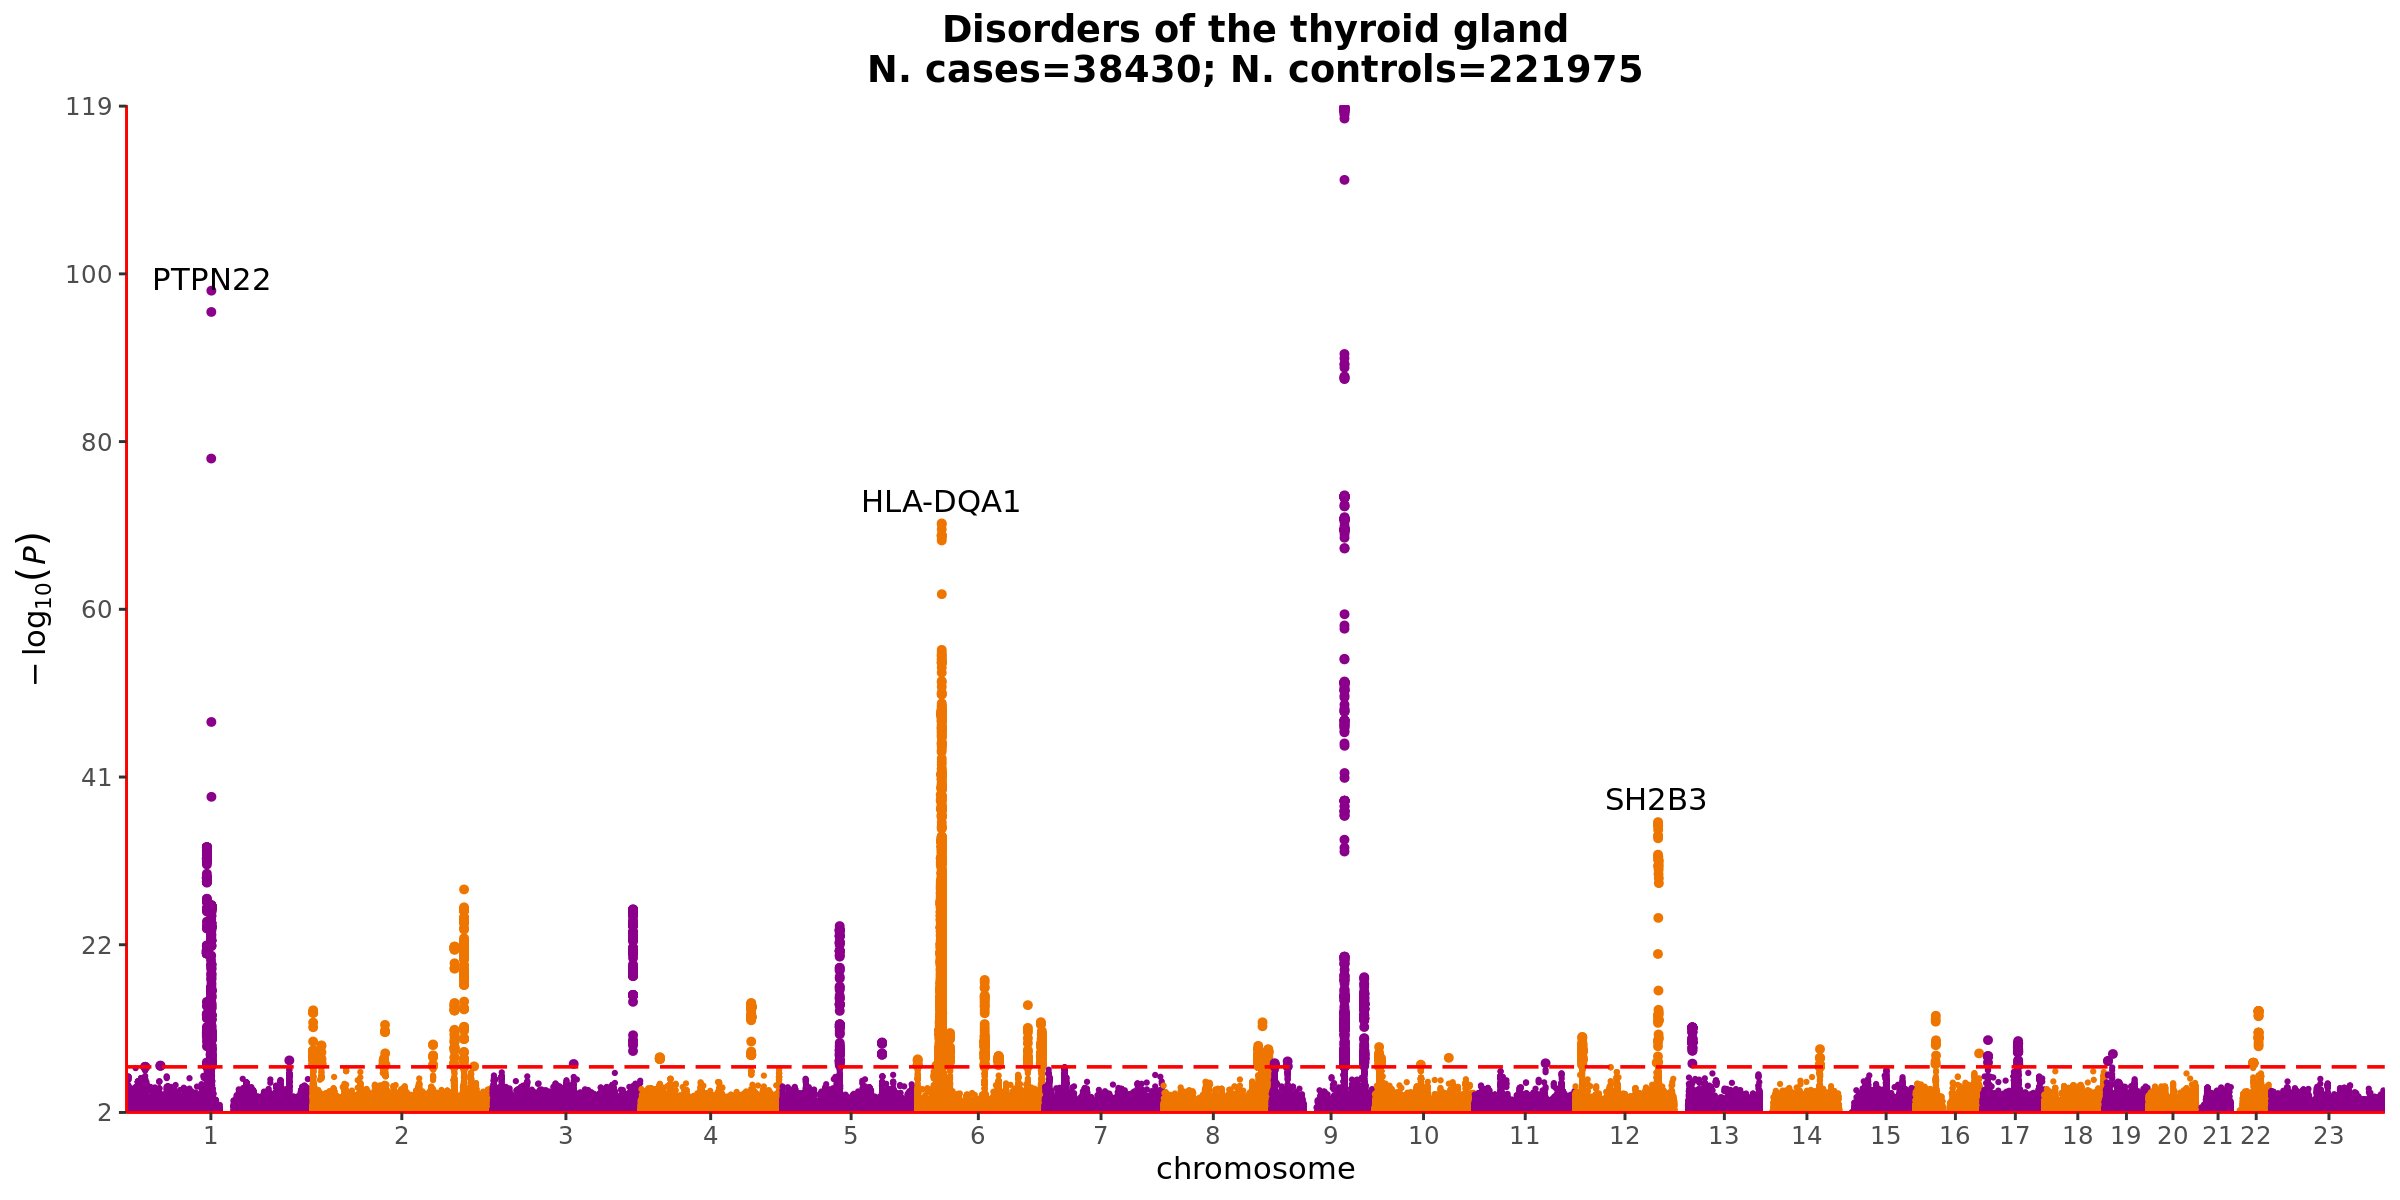 Disorders of the thyroid gland
N. cases=38430; N. controls=221975
119
100
80
60
41
22
2
−log10(P)
PTPN22
HLA-DQA1
SH2B3
1 2 3 4 5 6 7 8 9 10 11 12 13 14 15 16 17 18 19 20 21 22 23
chromosome